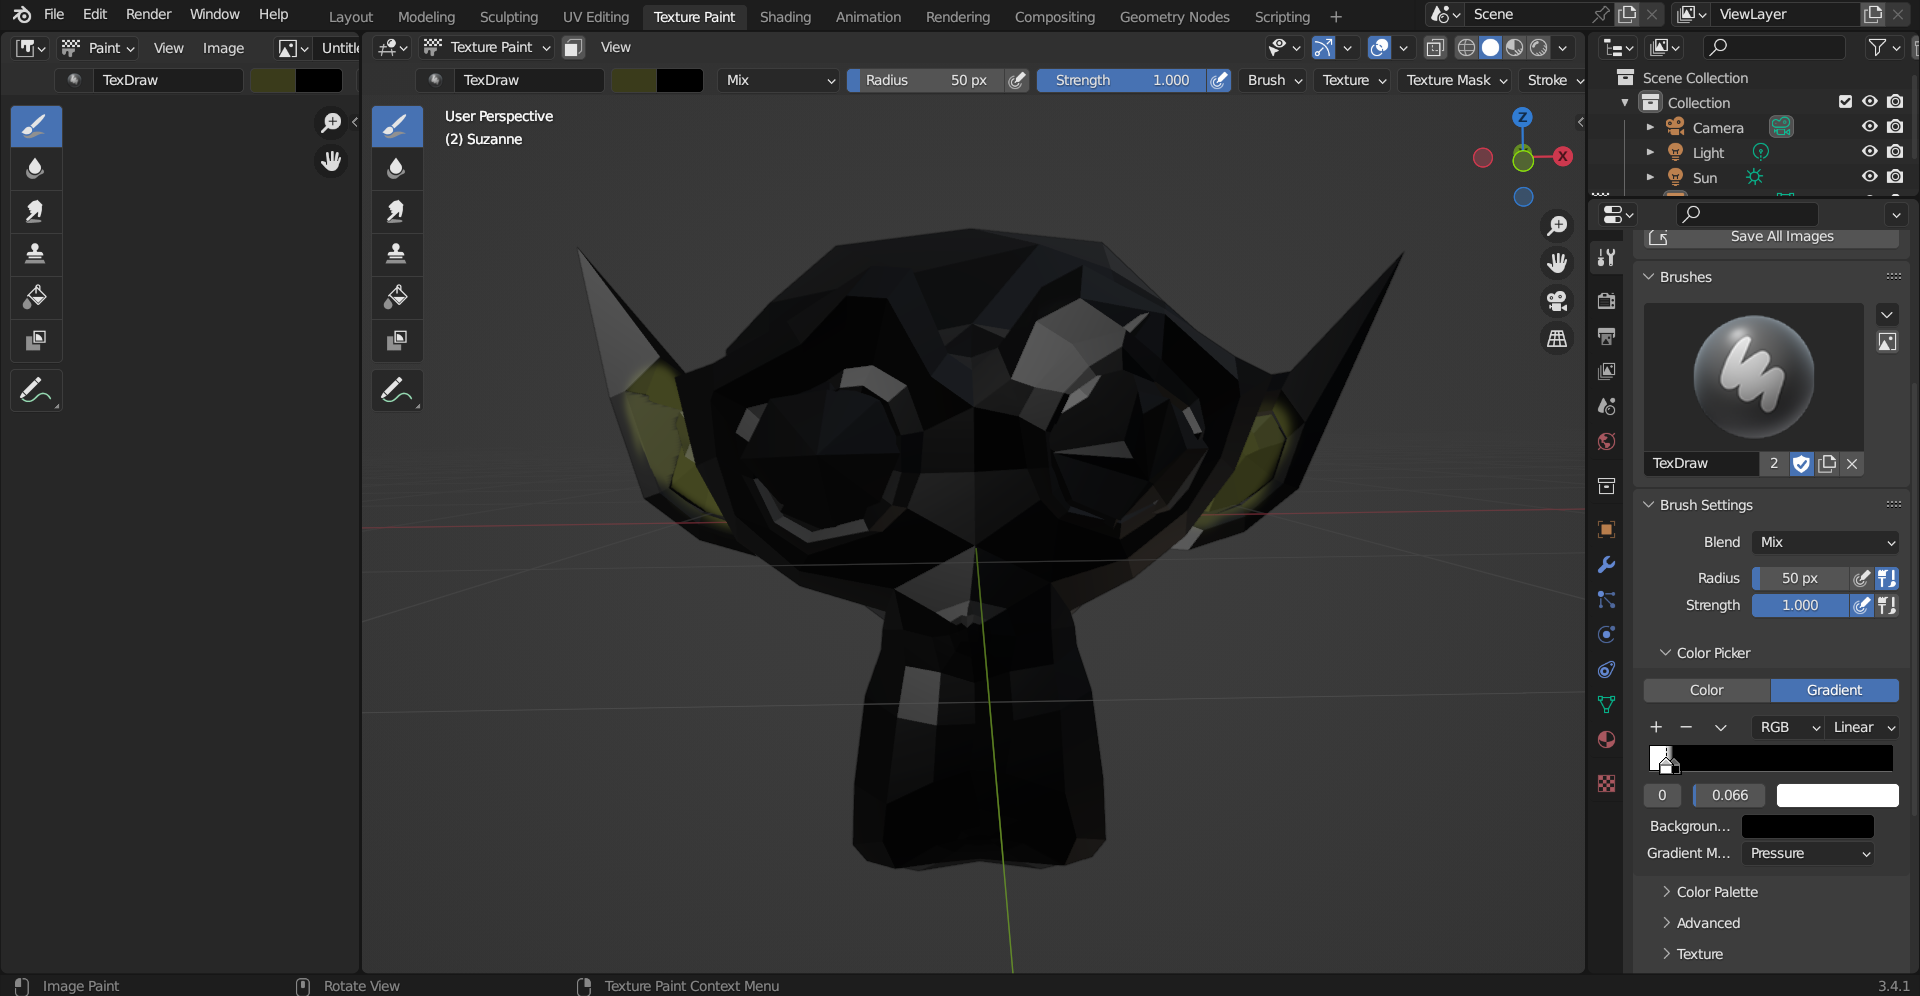 File Edit Render Window Help Layout Modeling Sculpting UV Editing Texture Paint Shading Animation Rendering Compositing Geometry Nodes Scripting + Scene ViewLayer
Paint View Image Texture Paint View
TexDraw TexDraw Mix Radius 50 px Strength 1.000 Brush Texture Texture Mask Stroke
User Perspective
(2) Suzanne
Z
X
Scene Collection
Collection
Camera
Light
Sun
Save All Images
Brushes
TexDraw 2
Brush Settings
Blend Mix
Radius 50 px
Strength 1.000
Color Picker
Color Gradient
RGB Linear
0 0.066
Backgroun...
Gradient M... Pressure
Color Palette
Advanced
Texture
Image Paint Rotate View Texture Paint Context Menu 3.4.1